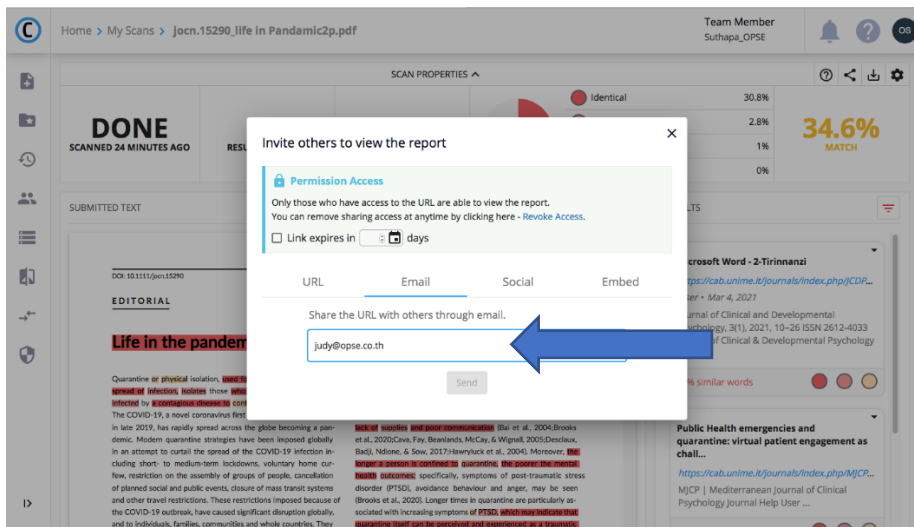 Home > My Scans > jocn.15290_life in Pandamic2p.pdf
Team Member
Suthapa_OPSE
OS
SCAN PROPERTIES
DONE
SCANNED 24 MINUTES AGO
RESU
Identical
30.8%
2.8%
1%
0%
34.6%
MATCH
SUBMITTED TEXT
LTS
Invite others to view the report
Permission Access
Only those who have access to the URL are able to view the report.
You can remove sharing access at anytime by clicking here - Revoke Access.
Link expires in
days
URL
Email
Social
Embed
Share the URL with others through email.
judy@opse.co.th
Send
DOI: 10.1111/jocn.15290
EDITORIAL
Life in the pandem
Quarantine or physical isolation, used fo
spread of infection, isolates those who
infected by a contagious disease to cont
The COVID-19, a novel coronavirus first
in late 2019, has rapidly spread across the globe becoming a pan-
demic. Modern quarantine strategies have been imposed globally
in an attempt to curtail the spread of the COVID-19 infection in-
cluding short- to medium-term lockdowns, voluntary home cur-
few, restriction on the assembly of groups of people, cancellation
of planned social and public events, closure of mass transit systems
and other travel restrictions. These restrictions imposed because of
the COVID-19 outbreak, have caused significant disruption globally,
and to individuals, families, communities and whole countries. They
lack of supplies and poor communication (Bai et al., 2004;Brooks
et al., 2020;Cava, Fay, Beanlands, McCay, & Wignall, 2005;Desclaux,
Badji, Ndione, & Sow, 2017;Hawryluck et al., 2004). Moreover, the
longer a person is confined to quarantine, the poorer the mental
health outcomes; specifically, symptoms of post-traumatic stress
disorder (PTSD), avoidance behaviour and anger, may be seen
(Brooks et al., 2020). Longer times in quarantine are particularly as-
sociated with increasing symptoms of PTSD, which may indicate that
quarantine itself can be perceived and experienced as a traumatic
crosoft Word - 2-Tirinnanzi
https://cab.unime.it/journals/index.php/JCDP...
ser • Mar 4, 2021
urnal of Clinical and Developmental
ychology, 3(1), 2021, 10–26 ISSN 2612-4033
of Clinical & Developmental Psychology
% similar words
Public Health emergencies and
quarantine: virtual patient engagement as
chall...
https://cab.unime.it/journals/index.php/MJCP...
MJCP | Mediterranean Journal of Clinical
Psychology Journal Help User ...